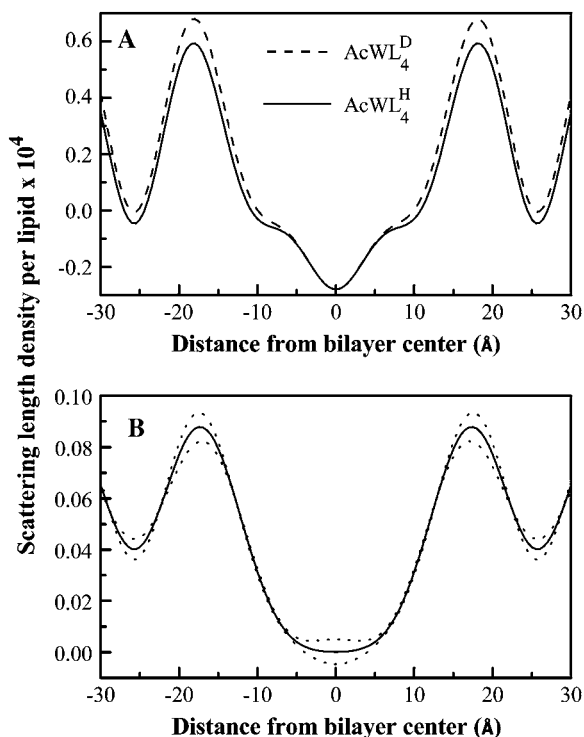 A
AcWL₄ᴰ
AcWL₄ᴴ
0.6
0.4
0.2
0.0
-0.2
-30 -20 -10 0 10 20 30
Distance from bilayer center (Å)
Scattering length density per lipid x 10⁴
B
0.10
0.08
0.06
0.04
0.02
0.00
-30 -20 -10 0 10 20 30
Distance from bilayer center (Å)